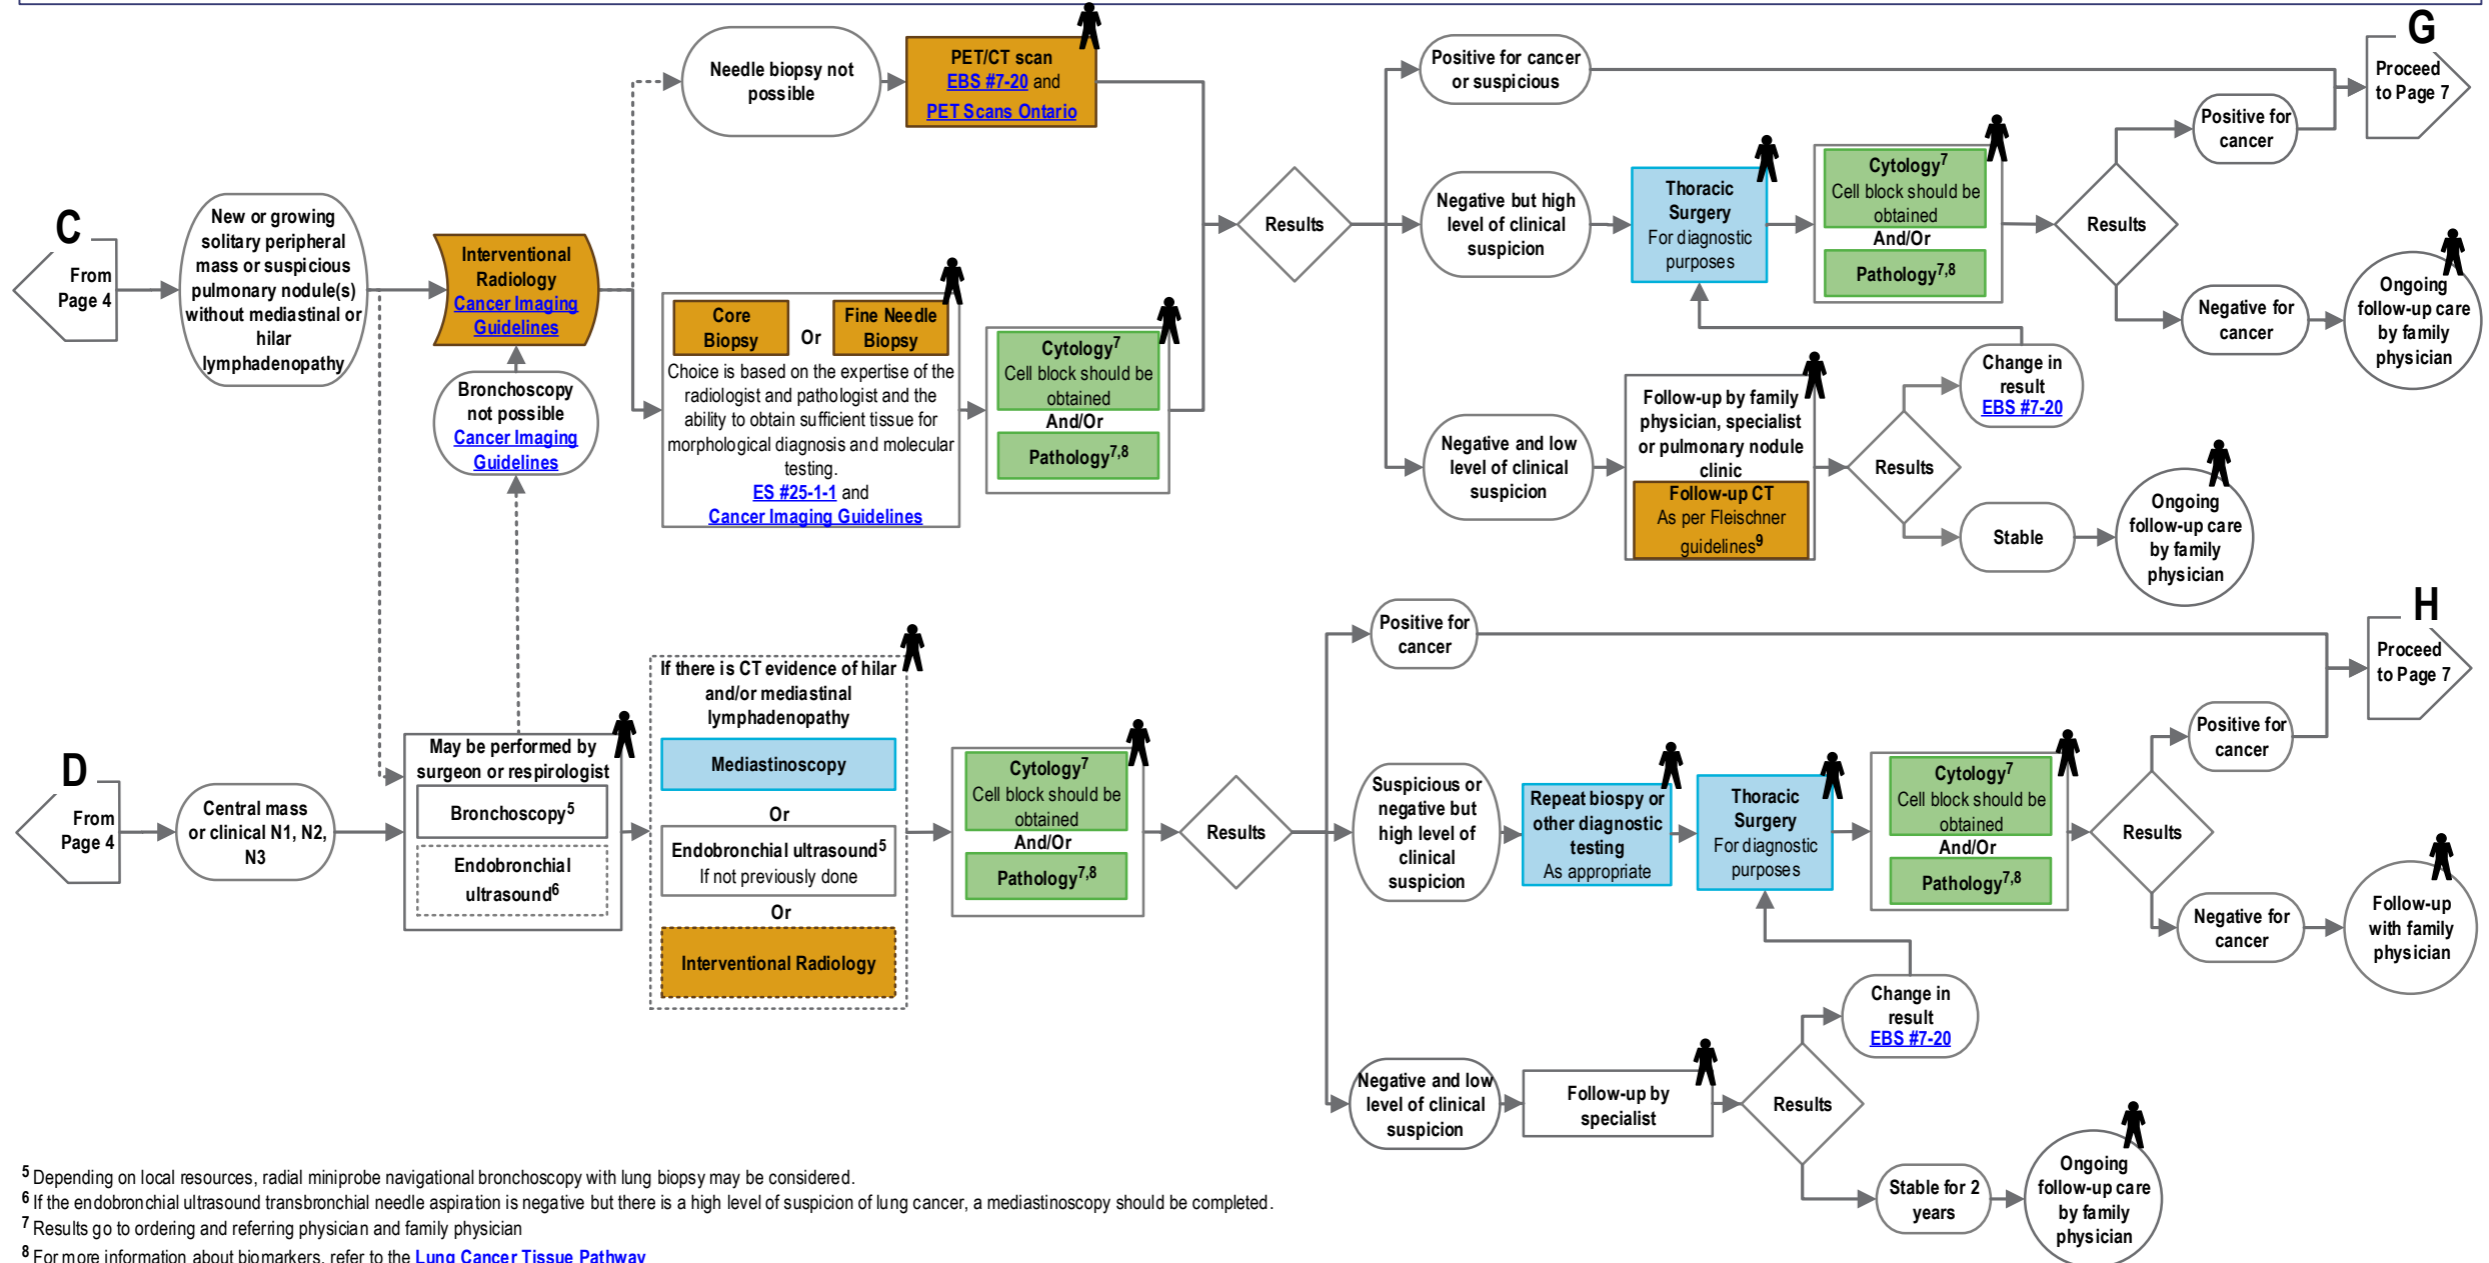 C
From
Page 4
New or growing
solitary peripheral
mass or suspicious
pulmonary nodule(s)
without mediastinal or
hilar
lymphadenopathy
Interventional
Radiology
Cancer Imaging
Guidelines
Bronchoscopy
not possible
Cancer Imaging
Guidelines
Needle biopsy not
possible
PET/CT scan
EBS #7-20 and
PET Scans Ontario
Core
Biopsy
Or
Fine Needle
Biopsy
Choice is based on the expertise of the
radiologist and pathologist and the
ability to obtain sufficient tissue for
morphological diagnosis and molecular
testing.
ES #25-1-1 and
Cancer Imaging Guidelines
Cytology7
Cell block should be
obtained
And/Or
Pathology7,8
Results
Positive for cancer
or suspicious
Negative but high
level of clinical
suspicion
Thoracic
Surgery
For diagnostic
purposes
Cytology7
Cell block should be
obtained
And/Or
Pathology7,8
Results
Positive for
cancer
G
Proceed
to Page 7
Negative for
cancer
Ongoing
follow-up care
by family
physician
Negative and low
level of clinical
suspicion
Follow-up by family
physician, specialist
or pulmonary nodule
clinic
Follow-up CT
As per Fleischner
guidelines9
Results
Change in
result
EBS #7-20
Stable
Ongoing
follow-up care
by family
physician
D
From
Page 4
Central mass
or clinical N1, N2,
N3
May be performed by
surgeon or respirologist
Bronchoscopy5
Endobronchial
ultrasound6
If there is CT evidence of hilar
and/or mediastinal
lymphadenopathy
Mediastinoscopy
Or
Endobronchial ultrasound5
If not previously done
Or
Interventional Radiology
Cytology7
Cell block should be
obtained
And/Or
Pathology7,8
Results
Positive for
cancer
H
Proceed
to Page 7
Suspicious or
negative but
high level of
clinical
suspicion
Repeat biospy or
other diagnostic
testing
As appropriate
Thoracic
Surgery
For diagnostic
purposes
Cytology7
Cell block should be
obtained
And/Or
Pathology7,8
Results
Positive for
cancer
Negative for
cancer
Follow-up
with family
physician
Negative and low
level of clinical
suspicion
Follow-up by
specialist
Results
Change in
result
EBS #7-20
Stable for 2
years
Ongoing
follow-up care
by family
physician
5 Depending on local resources, radial miniprobe navigational bronchoscopy with lung biopsy may be considered.
6 If the endobronchial ultrasound transbronchial needle aspiration is negative but there is a high level of suspicion of lung cancer, a mediastinoscopy should be completed.
7 Results go to ordering and referring physician and family physician
8 For more information about biomarkers, refer to the Lung Cancer Tissue Pathway